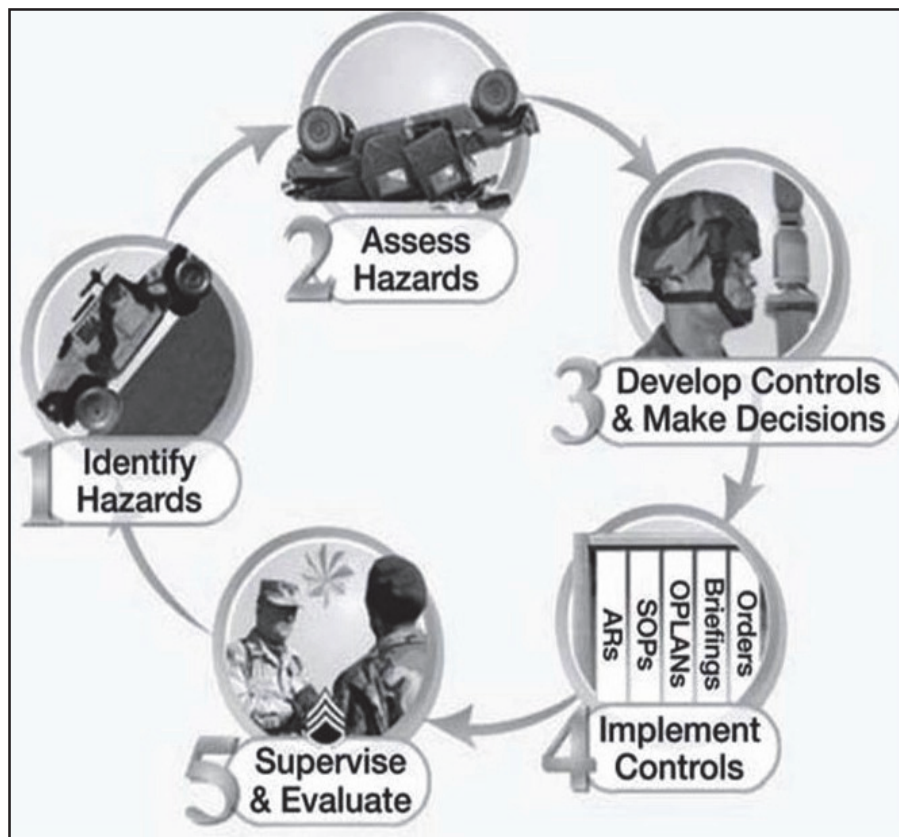 1
Identify
Hazards
2
Assess
Hazards
3
Develop Controls
& Make Decisions
ARs
SOPs
OPLANs
Briefings
Orders
4
Implement
Controls
5
Supervise
& Evaluate